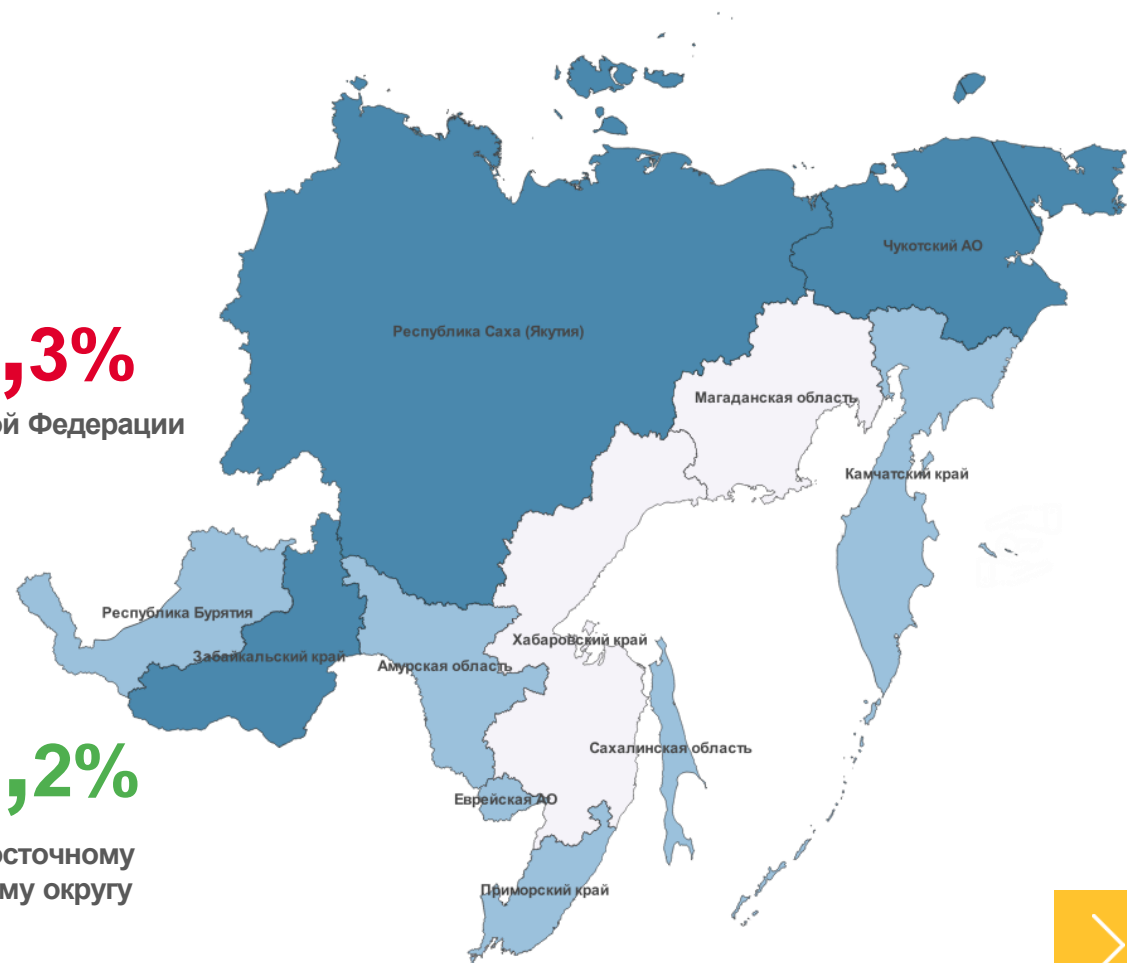 Чукотский АО
Республика Саха (Якутия)
,3%
Магаданская область
ой Федерации
Камчатский край
Республика Бурятия
Хабаровский край
Забайкальский край
Амурская область
Сахалинская область
,2%
Еврейская АО
осточному
Приморский край
му округу